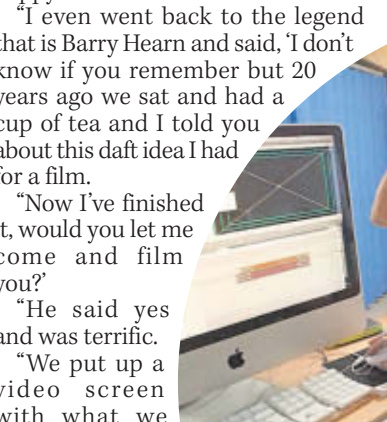 “I even went back to the legend
that is Barry Hearn and said, ‘I don’t
know if you remember but 20
years ago we sat and had a
cup of tea and I told you
about this daft idea I had
for a film.
“Now I’ve finished
it, would you let me
come and film
you?’
“He said yes
and was terrific.
“We put up a
video screen
with what we